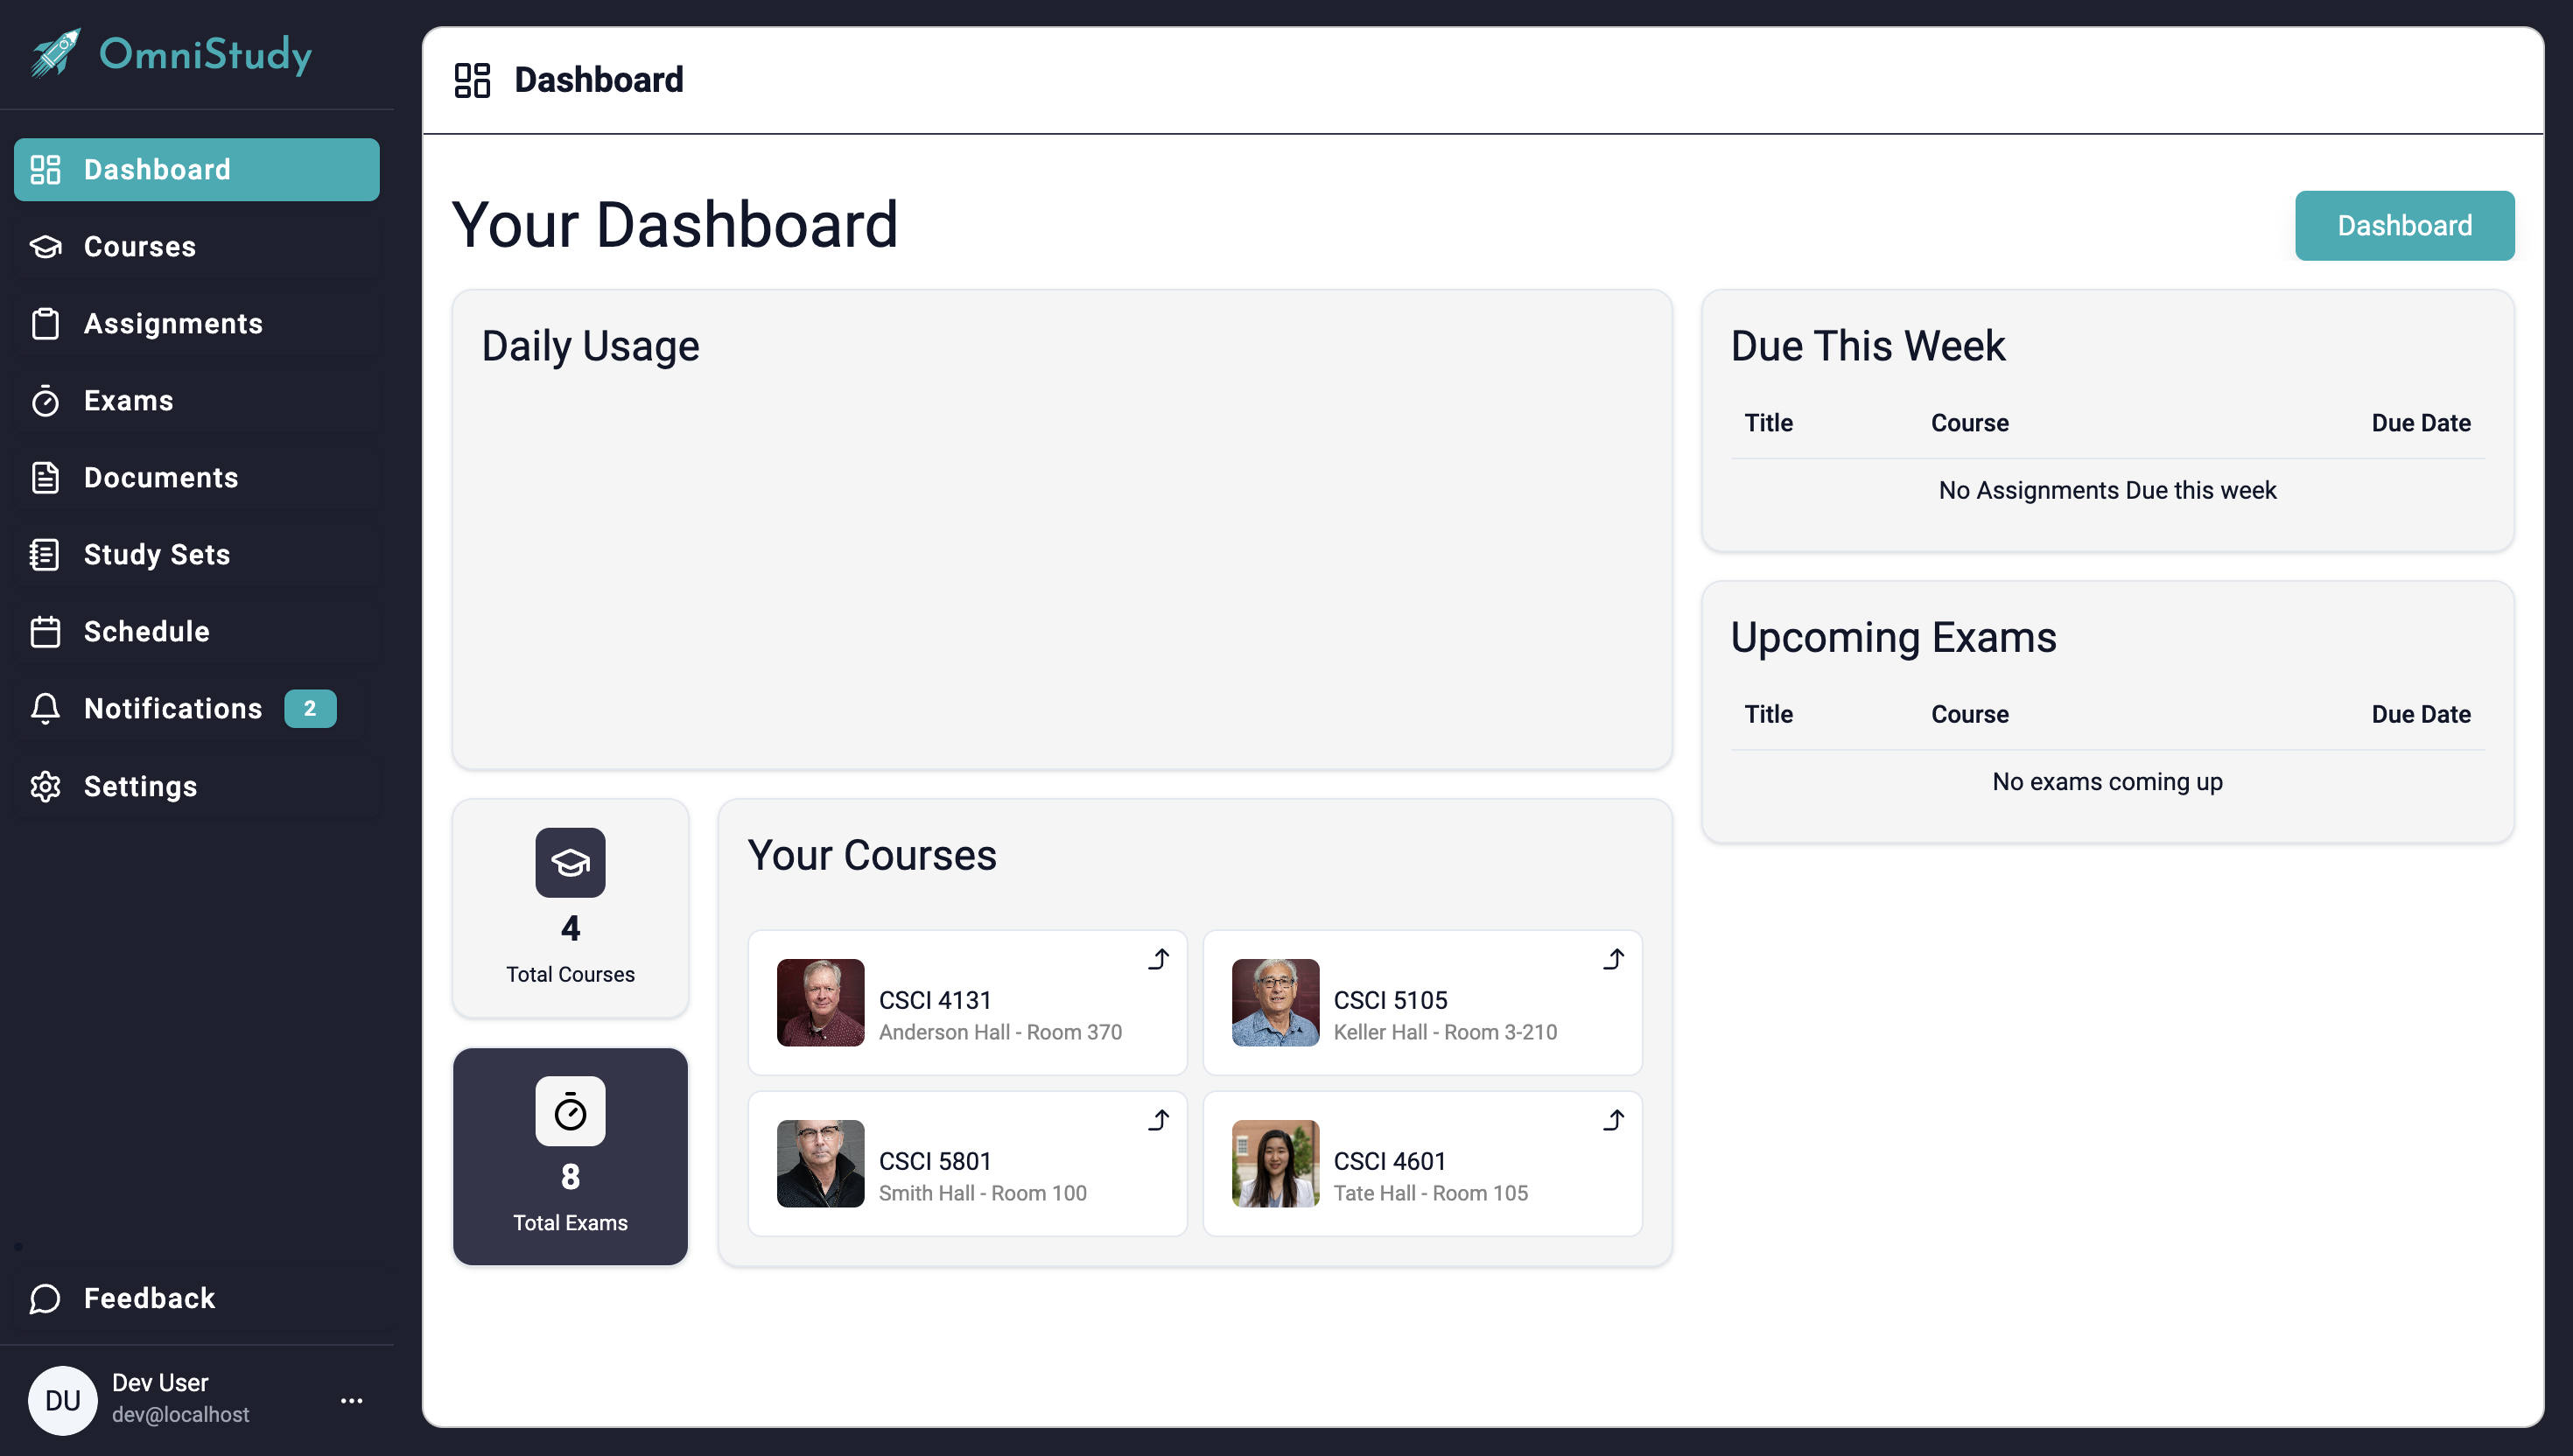 OmniStudy
Dashboard
Courses
Assignments
Exams
Documents
Study Sets
Schedule
Notifications 2
Settings
Feedback
DU
Dev User
dev@localhost
Dashboard
Your Dashboard
Dashboard
Daily Usage
4
Total Courses
8
Total Exams
Your Courses
CSCI 4131
Anderson Hall - Room 370
CSCI 5105
Keller Hall - Room 3-210
CSCI 5801
Smith Hall - Room 100
CSCI 4601
Tate Hall - Room 105
Due This Week
Title Course Due Date
No Assignments Due this week
Upcoming Exams
Title Course Due Date
No exams coming up